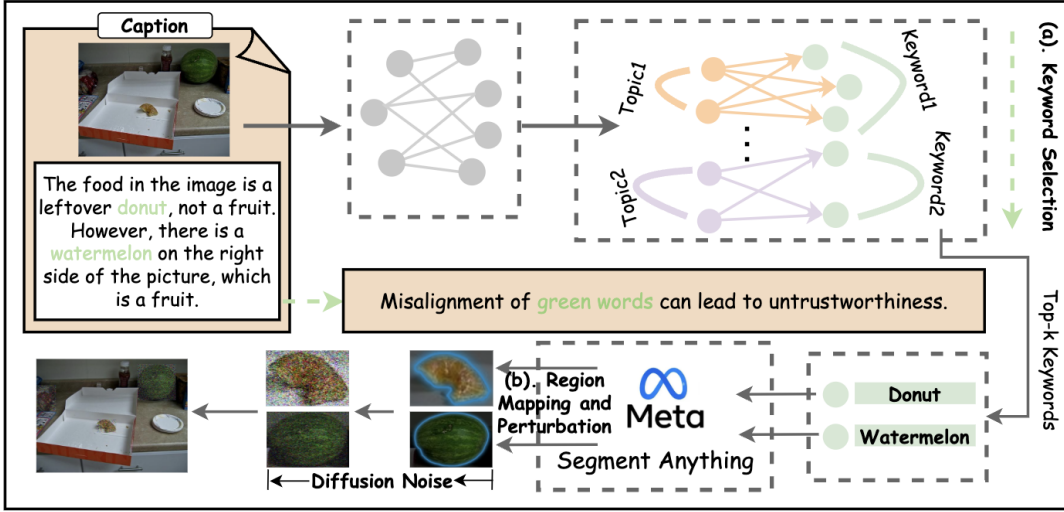 Caption
The food in the image is a
leftover donut, not a fruit.
However, there is a
watermelon on the right
side of the picture, which
is a fruit.
Topic1
Topic2
Keyword1
Keyword2
(a). Keyword Selection
Misalignment of green words can lead to untrustworthiness.
Top-k Keywords
Donut
Watermelon
Meta
Segment Anything
(b). Region
Mapping and
Perturbation
Diffusion Noise